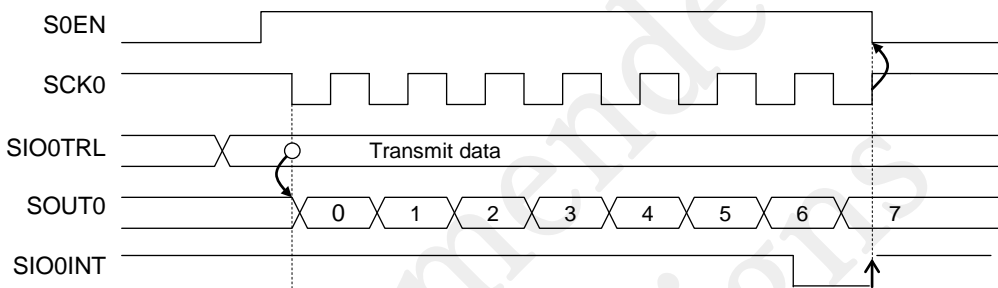 S0EN
SCK0
SIO0TRL Transmit data
SOUT0 0 1 2 3 4 5 6 7
SIO0INT